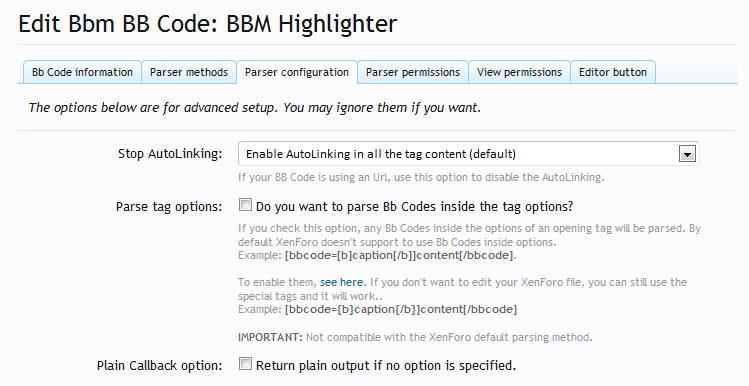 Edit Bbm BB Code: BBM Highlighter
Bb Code information Parser methods Parser configuration Parser permissions View permissions Editor button
The options below are for advanced setup. You may ignore them if you want.
Stop AutoLinking: Enable AutoLinking in all the tag content (default)
If your BB Code is using an Url, use this option to disable the AutoLinking.
Parse tag options: Do you want to parse Bb Codes inside the tag options?
If you check this option, any Bb Codes inside the options of an opening tag will be parsed. By
default XenForo doesn't support to use Bb Codes inside options.
Example: [bbcode=[b]caption[/b]]content[/bbcode].
To enable them, see here. If you don't want to edit your XenForo file, you can still use the
special tags and it will work..
Example: [bbcode={b}caption{/b}]content[/bbcode]
IMPORTANT: Not compatible with the XenForo default parsing method.
Plain Callback option: Return plain output if no option is specified.